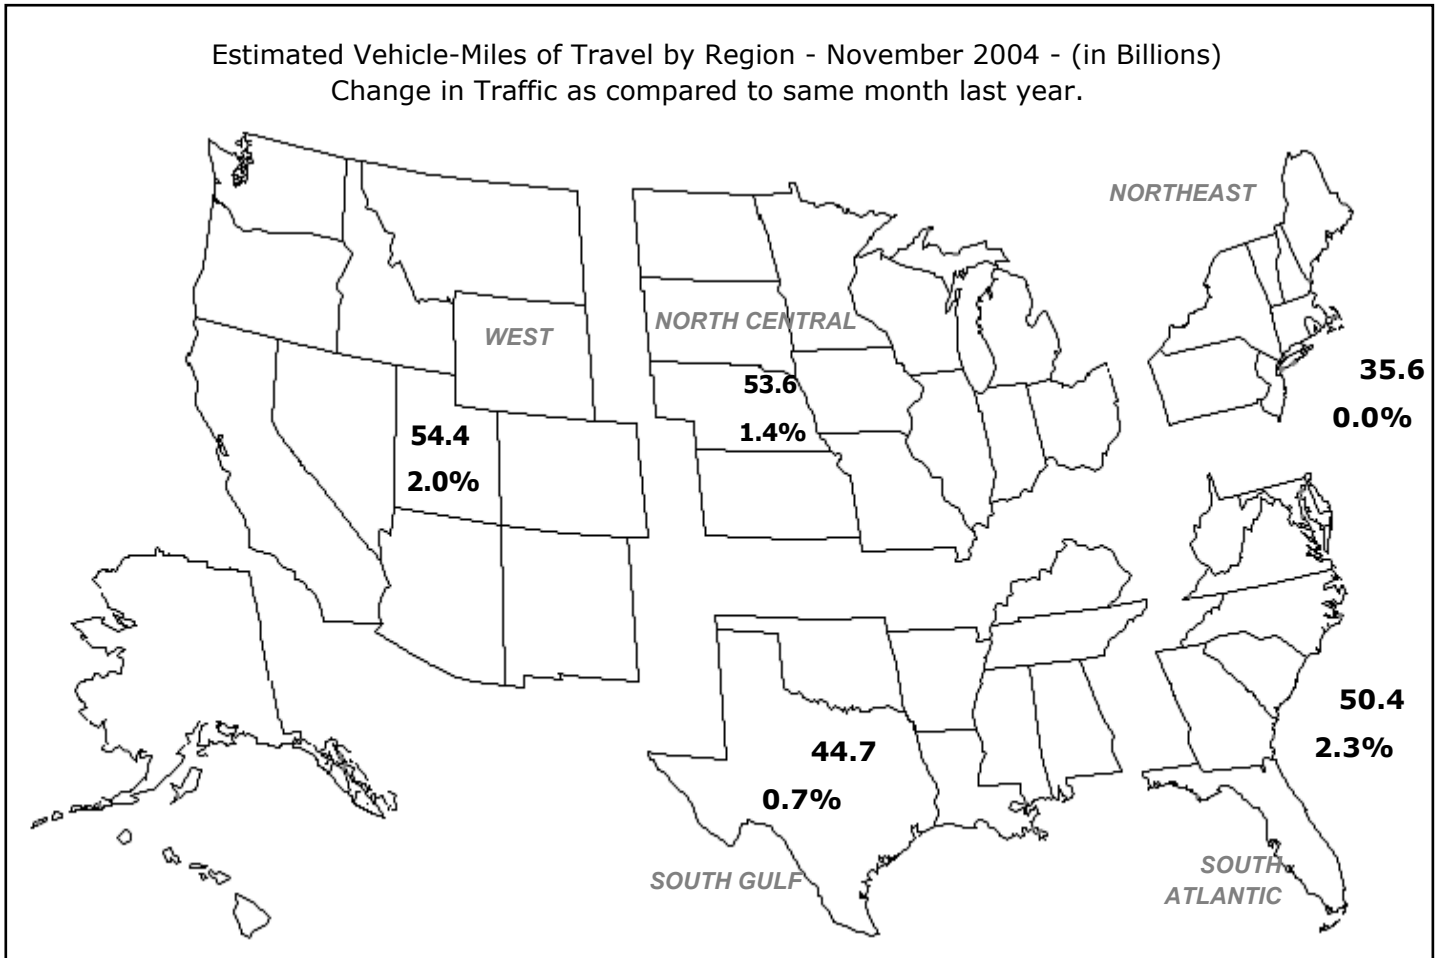 Estimated Vehicle-Miles of Travel by Region - November 2004 - (in Billions)
Change in Traffic as compared to same month last year.
NORTHEAST
WEST
NORTH CENTRAL
35.6
0.0%
53.6
1.4%
54.4
2.0%
50.4
2.3%
44.7
0.7%
SOUTH GULF
SOUTH
ATLANTIC